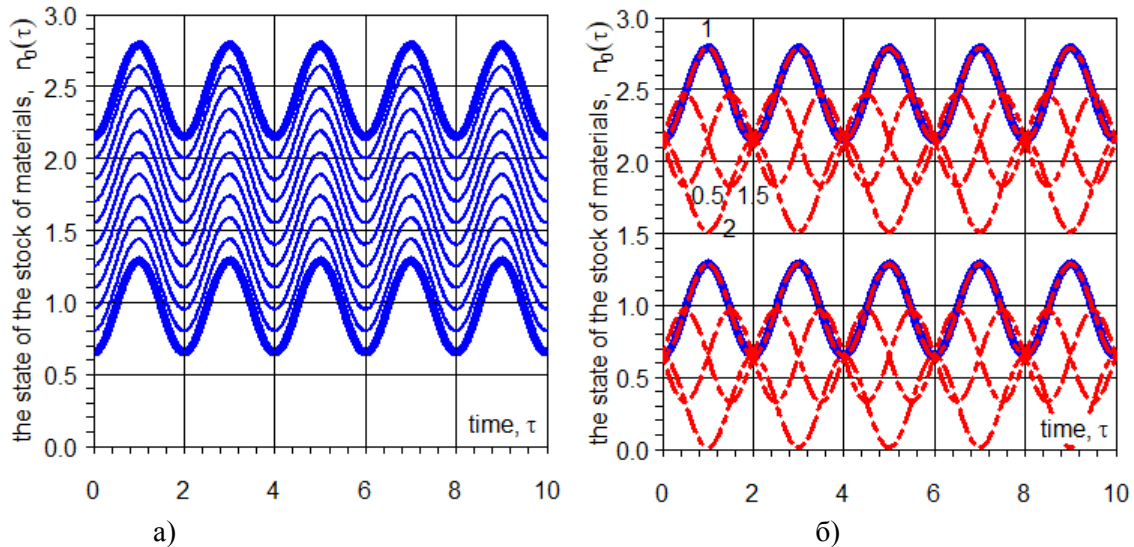 the state of the stock of materials, n₀(τ)
3.0
2.5
2.0
1.5
1.0
0.5
0.0
time, τ
0 2 4 6 8 10
а)
the state of the stock of materials, n₀(τ)
3.0
2.5
2.0
1.5
1.0
0.5
0.0
1
0.5 1.5
2
time, τ
0 2 4 6 8 10
б)